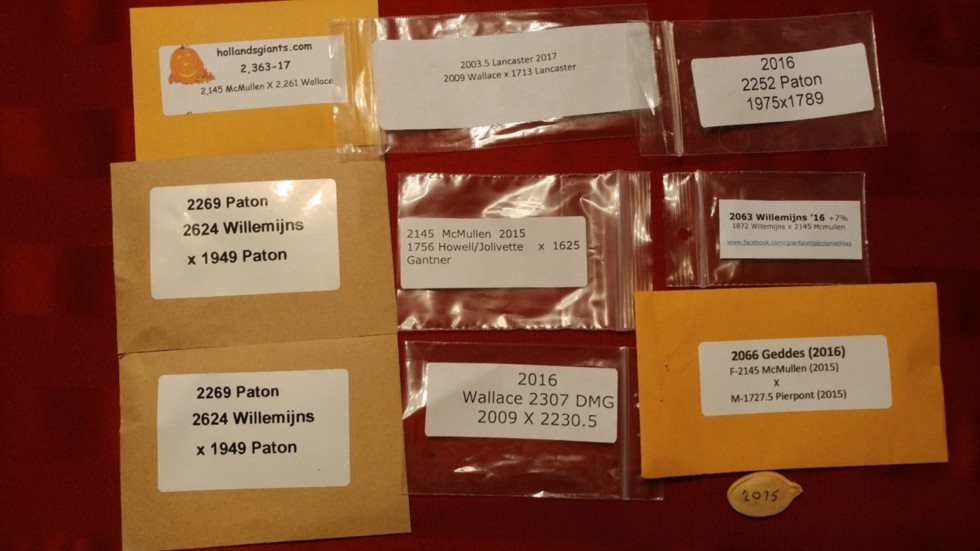 hollandsgiants.com
2,363-17
2,145 McMullen X 2,261 Wallace
2003.5 Lancaster 2017
2009 Wallace x 1713 Lancaster
2016
2252 Paton
1975x1789
2269 Paton
2624 Willemijns
x 1949 Paton
2145 McMullen 2015
1756 Howell/Jolivette x 1625
Gantner
2063 Willemijns '16 +7%
1872 Willemijns x 2145 Mcmullen
2269 Paton
2624 Willemijns
x 1949 Paton
2016
Wallace 2307 DMG
2009 X 2230.5
2066 Geddes (2016)
F-2145 McMullen (2015)
X
M-1727.5 Pierpont (2015)
2075